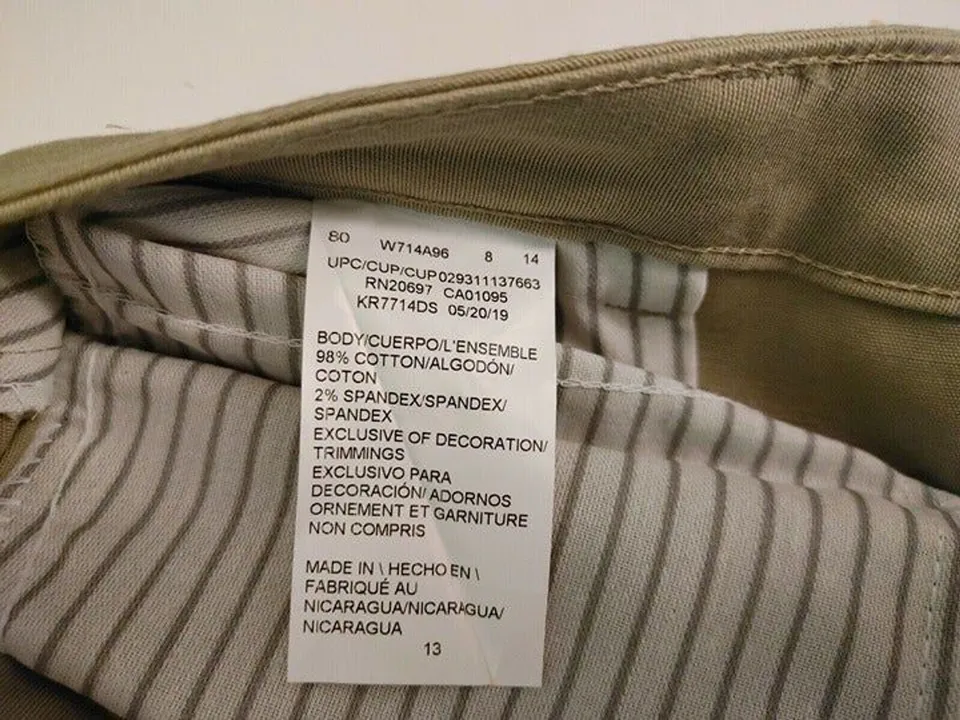 80 W714A96 8 14
UPC/CUP/CUP 029311137663
RN20697 CA01095
KR7714DS 05/20/19
BODY/CUERPO/L'ENSEMBLE
98% COTTON/ALGODÓN/
COTON
2% SPANDEX/SPANDEX/
SPANDEX
EXCLUSIVE OF DECORATION/
TRIMMINGS
EXCLUSIVO PARA
DECORACIÓN/ ADORNOS
ORNEMENT ET GARNITURE
NON COMPRIS
MADE IN \ HECHO EN \
FABRIQUÉ AU
NICARAGUA/NICARAGUA/
NICARAGUA
13